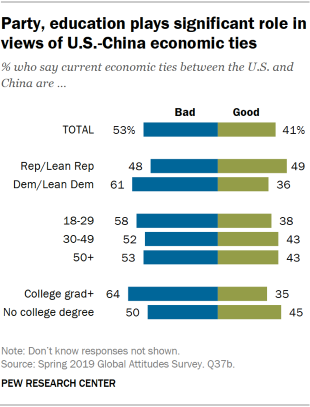 Party, education plays significant role in
views of U.S.-China economic ties
% who say current economic ties between the U.S. and
China are ...
Bad Good
TOTAL 53% 41%
Rep/Lean Rep 48 49
Dem/Lean Dem 61 36
18-29 58 38
30-49 52 43
50+ 53 43
College grad+ 64 35
No college degree 50 45
Note: Don't know responses not shown.
Source: Spring 2019 Global Attitudes Survey. Q37b.
PEW RESEARCH CENTER